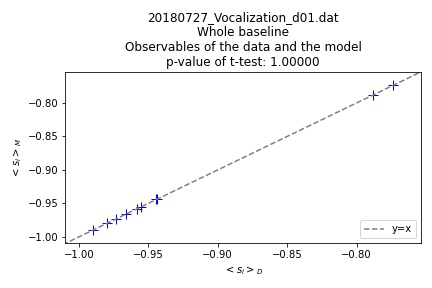 20180727_Vocalization_d01.dat
Whole baseline
Observables of the data and the model
p-value of t-test: 1.00000
< s_i >_M
-0.80
-0.85
-0.90
-0.95
-1.00
y=x
-1.00 -0.95 -0.90 -0.85 -0.80
< s_i >_D